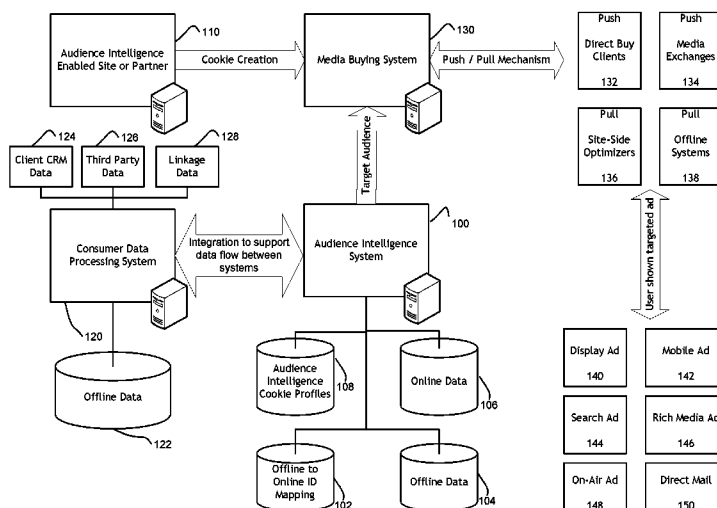 110
Audience Intelligence
Enabled Site or Partner
Cookie Creation
130
Media Buying System
Push / Pull Mechanism
Push
Direct Buy
Clients
132
Push
Media
Exchanges
134
Pull
Site-Side
Optimizers
136
Pull
Offline
Systems
138
124
Client CRM
Data
126
Third Party
Data
128
Linkage
Data
Target Audience
Consumer Data
Processing System
120
Integration to support
data flow between
systems
100
Audience Intelligence
System
User shown targeted ad
Offline Data
122
Audience
Intelligence
Cookie Profiles
108
Online Data
106
Offline to
Online ID
Mapping
102
Offline Data
104
Display Ad
140
Mobile Ad
142
Search Ad
144
Rich Media Ad
146
On-Air Ad
148
Direct Mail
150